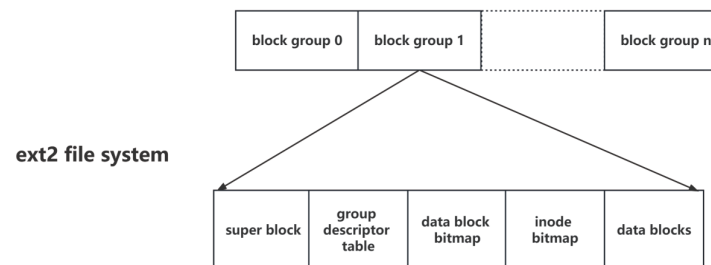 block group 0
block group 1
block group n
ext2 file system
super block
group
descriptor
table
data block
bitmap
inode
bitmap
data blocks